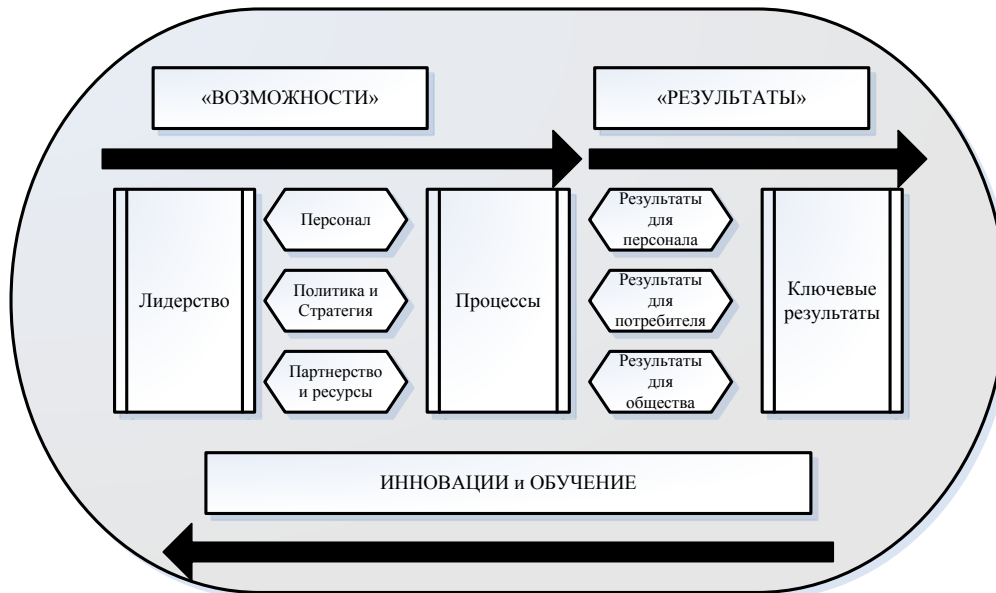 «ВОЗМОЖНОСТИ»
«РЕЗУЛЬТАТЫ»
Лидерство
Персонал
Политика и
Стратегия
Партнерство
и ресурсы
Процессы
Результаты
для
персонала
Результаты
для
потребителя
Результаты
для
общества
Ключевые
результаты
ИННОВАЦИИ и ОБУЧЕНИЕ